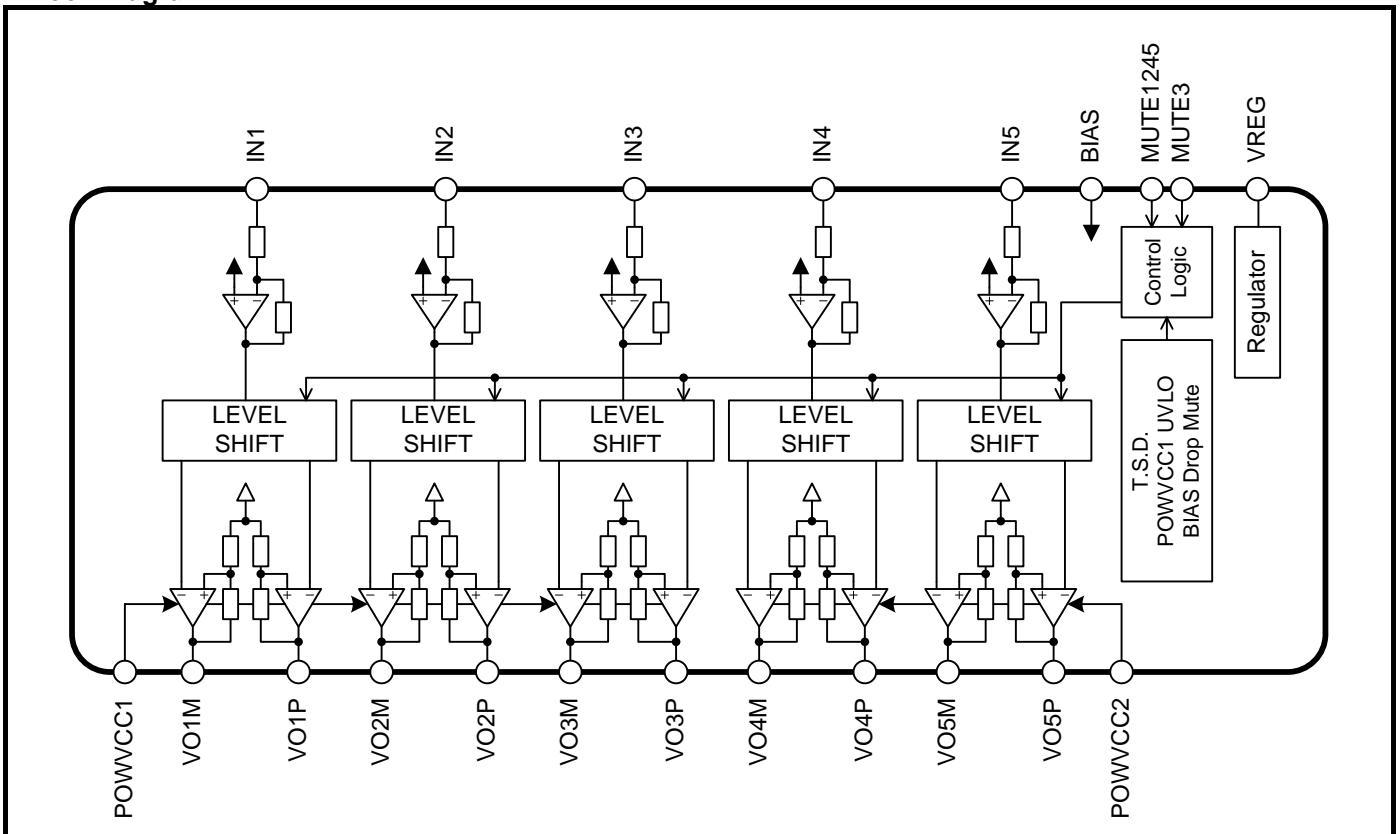 IN1
IN2
IN3
IN4
IN5
BIAS
MUTE1245
MUTE3
VREG
+ −
+ −
+ −
+ −
+ −
Control
Logic
Regulator
LEVEL
SHIFT
LEVEL
SHIFT
LEVEL
SHIFT
LEVEL
SHIFT
LEVEL
SHIFT
T.S.D.
POWVCC1 UVLO
BIAS Drop Mute
− + + −
− + + −
− + + −
− + + −
− + + −
POWVCC1
VO1M
VO1P
VO2M
VO2P
VO3M
VO3P
VO4M
VO4P
VO5M
VO5P
POWVCC2